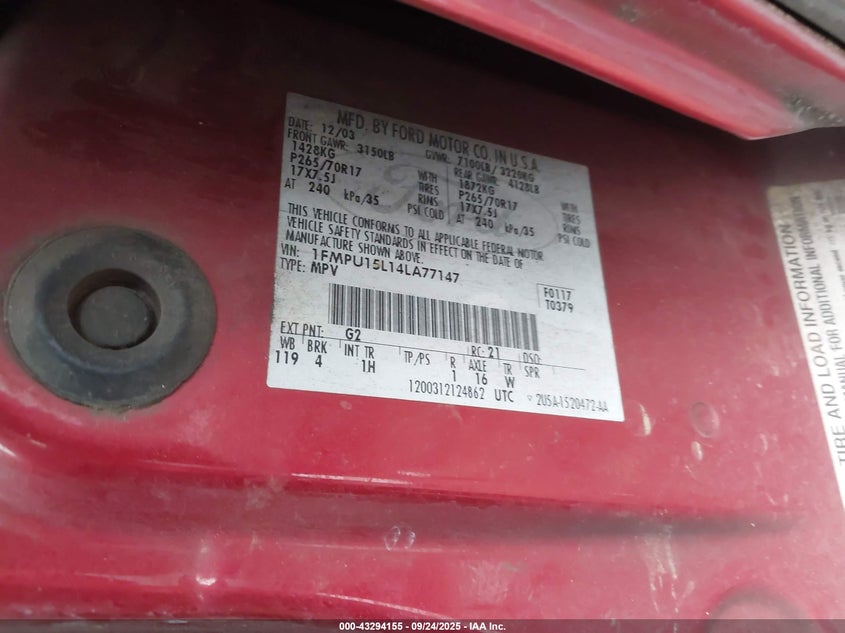 MFD. BY FORD MOTOR CO. IN U.S.A.
DATE: 12/03 GVWR: 7100LB/ 3220KG
FRONT GAWR: 3150LB REAR GAWR: 4128LB
1428KG WITH 1872KG WITH
P265/70R17 TIRES P265/70R17 TIRES
17X7.5J RIMS 17X7.5J RIMS
AT 240 kPa/35 PSI COLD AT 240 kPa/35 PSI COLD
THIS VEHICLE CONFORMS TO ALL APPLICABLE FEDERAL MOTOR
VEHICLE SAFETY STANDARDS IN EFFECT ON THE DATE OF
MANUFACTURE SHOWN ABOVE.
VIN: 1FMPU15L14LA77147
TYPE: MPV
F0117
T0379
EXT PNT: G2 RC: 21 DSO:
WB BRK INT TR TP/PS R AXLE TR SPR
119 4 1H 1 16 W
1200312124862 UTC 2U5A-1520472-AA
TIRE AND LOAD INFORMATION
MANUAL FOR ADDITIONAL INFORMATION
000-43294155 - 09/24/2025 - IAA Inc.